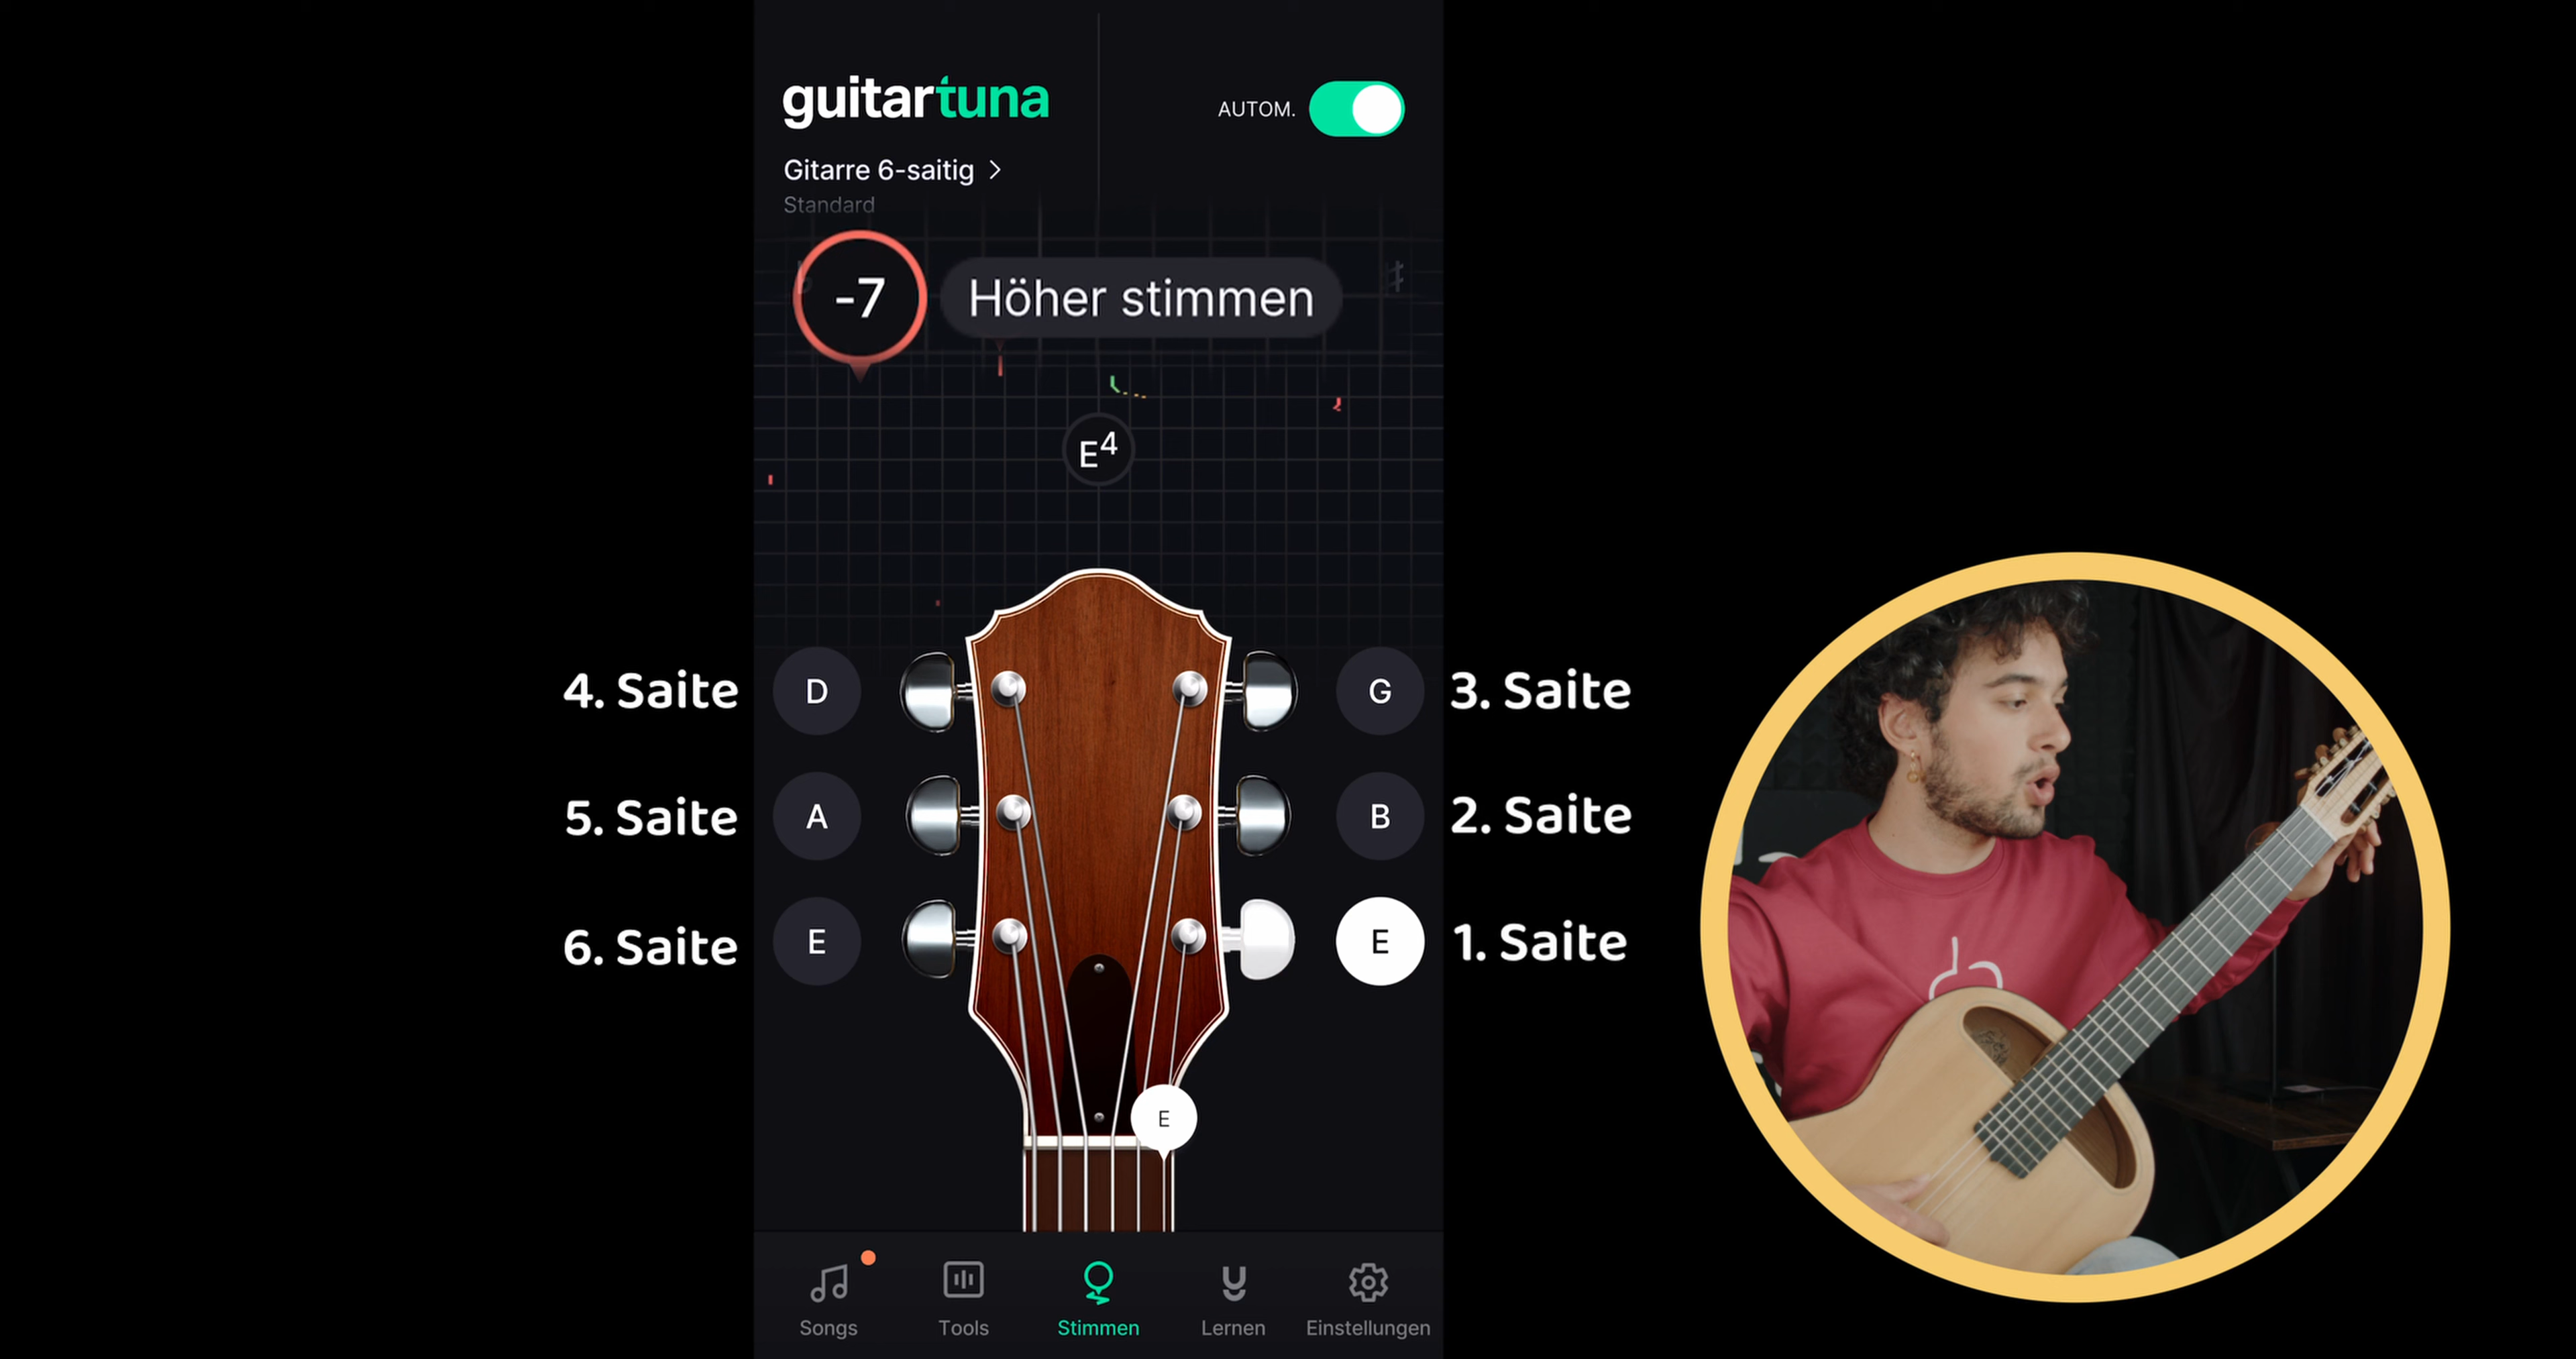 guitartuna
AUTOM.
Gitarre 6-saitig >
Standard
-7
Höher stimmen
E4
4. Saite
D
G
3. Saite
5. Saite
A
B
2. Saite
6. Saite
E
E
1. Saite
E
Songs
Tools
Stimmen
Lernen
Einstellungen